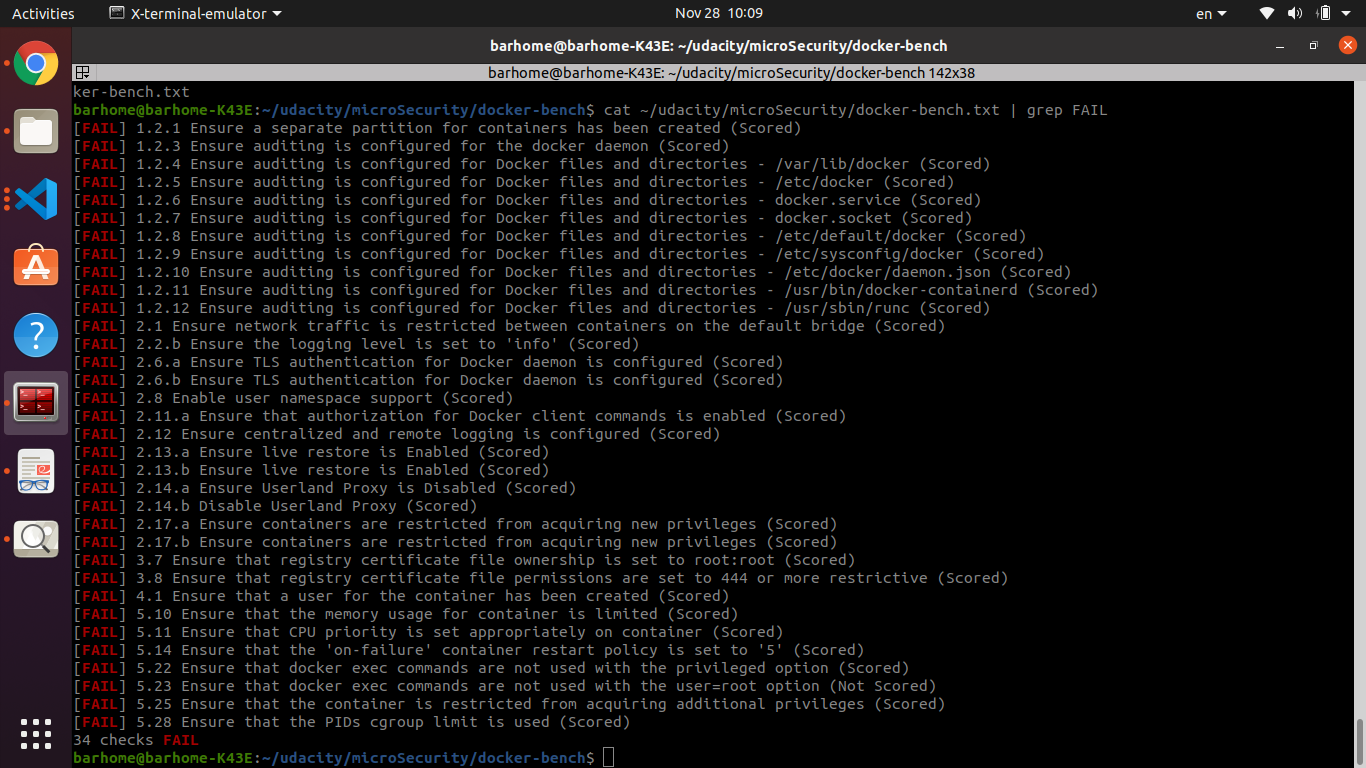 Activities
X-terminal-emulator
Nov 28 10:09
en
barhome@barhome-K43E: ~/udacity/microSecurity/docker-bench
barhome@barhome-K43E: ~/udacity/microSecurity/docker-bench 142x38
ker-bench.txt
barhome@barhome-K43E:~/udacity/microSecurity/docker-bench$ cat ~/udacity/microSecurity/docker-bench.txt | grep FAIL
[FAIL] 1.2.1 Ensure a separate partition for containers has been created (Scored)
[FAIL] 1.2.3 Ensure auditing is configured for the docker daemon (Scored)
[FAIL] 1.2.4 Ensure auditing is configured for Docker files and directories - /var/lib/docker (Scored)
[FAIL] 1.2.5 Ensure auditing is configured for Docker files and directories - /etc/docker (Scored)
[FAIL] 1.2.6 Ensure auditing is configured for Docker files and directories - docker.service (Scored)
[FAIL] 1.2.7 Ensure auditing is configured for Docker files and directories - docker.socket (Scored)
[FAIL] 1.2.8 Ensure auditing is configured for Docker files and directories - /etc/default/docker (Scored)
[FAIL] 1.2.9 Ensure auditing is configured for Docker files and directories - /etc/sysconfig/docker (Scored)
[FAIL] 1.2.10 Ensure auditing is configured for Docker files and directories - /etc/docker/daemon.json (Scored)
[FAIL] 1.2.11 Ensure auditing is configured for Docker files and directories - /usr/bin/docker-containerd (Scored)
[FAIL] 1.2.12 Ensure auditing is configured for Docker files and directories - /usr/sbin/runc (Scored)
[FAIL] 2.1 Ensure network traffic is restricted between containers on the default bridge (Scored)
[FAIL] 2.2.b Ensure the logging level is set to 'info' (Scored)
[FAIL] 2.6.a Ensure TLS authentication for Docker daemon is configured (Scored)
[FAIL] 2.6.b Ensure TLS authentication for Docker daemon is configured (Scored)
[FAIL] 2.8 Enable user namespace support (Scored)
[FAIL] 2.11.a Ensure that authorization for Docker client commands is enabled (Scored)
[FAIL] 2.12 Ensure centralized and remote logging is configured (Scored)
[FAIL] 2.13.a Ensure live restore is Enabled (Scored)
[FAIL] 2.13.b Ensure live restore is Enabled (Scored)
[FAIL] 2.14.a Ensure Userland Proxy is Disabled (Scored)
[FAIL] 2.14.b Disable Userland Proxy (Scored)
[FAIL] 2.17.a Ensure containers are restricted from acquiring new privileges (Scored)
[FAIL] 2.17.b Ensure containers are restricted from acquiring new privileges (Scored)
[FAIL] 3.7 Ensure that registry certificate file ownership is set to root:root (Scored)
[FAIL] 3.8 Ensure that registry certificate file permissions are set to 444 or more restrictive (Scored)
[FAIL] 4.1 Ensure that a user for the container has been created (Scored)
[FAIL] 5.10 Ensure that the memory usage for container is limited (Scored)
[FAIL] 5.11 Ensure that CPU priority is set appropriately on container (Scored)
[FAIL] 5.14 Ensure that the 'on-failure' container restart policy is set to '5' (Scored)
[FAIL] 5.22 Ensure that docker exec commands are not used with the privileged option (Scored)
[FAIL] 5.23 Ensure that docker exec commands are not used with the user=root option (Not Scored)
[FAIL] 5.25 Ensure that the container is restricted from acquiring additional privileges (Scored)
[FAIL] 5.28 Ensure that the PIDs cgroup limit is used (Scored)
34 checks FAIL
barhome@barhome-K43E:~/udacity/microSecurity/docker-bench$